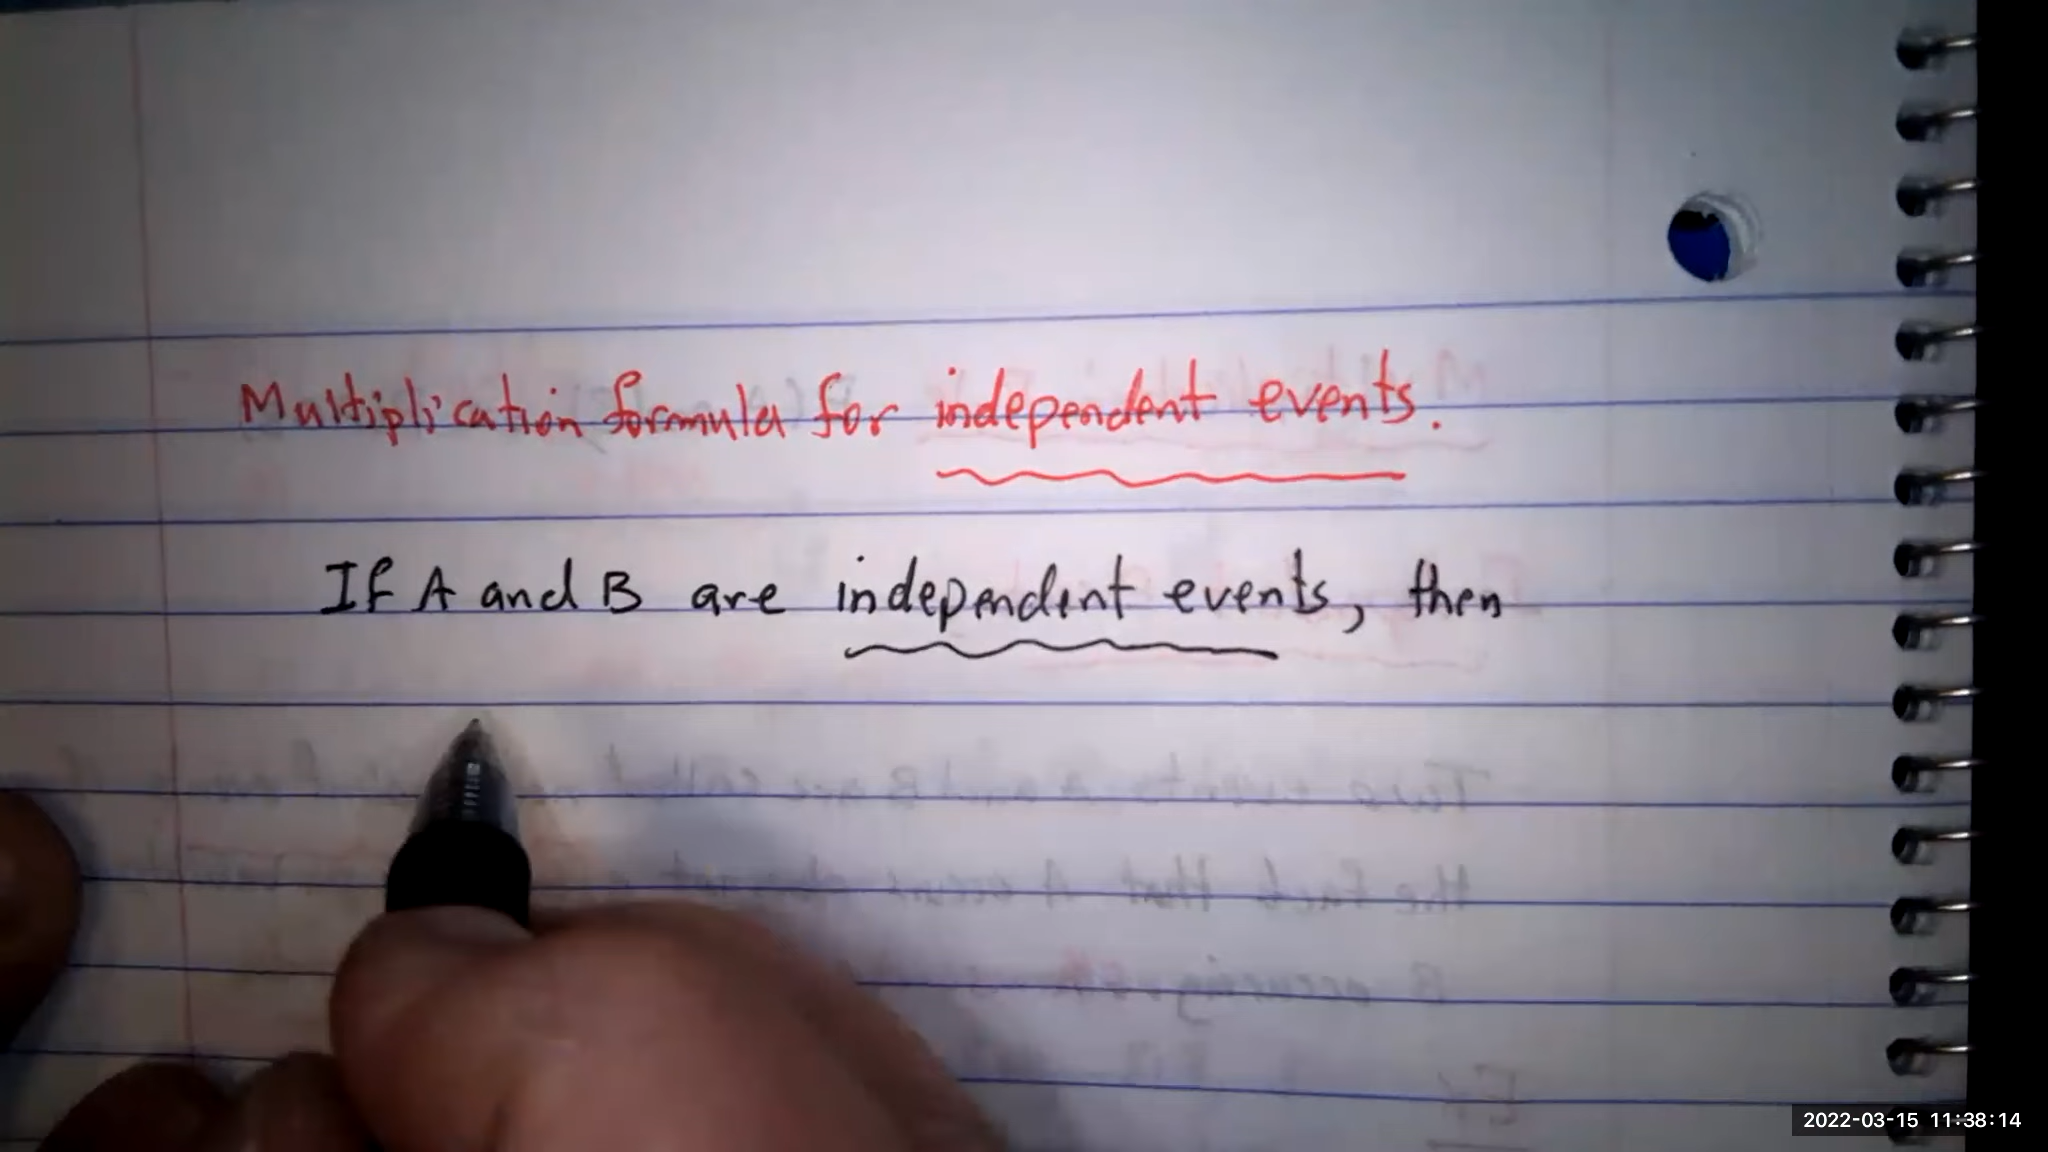 Multiplication formula for independent events.
If A and B are independent events, then
2022-03-15 11:38:14